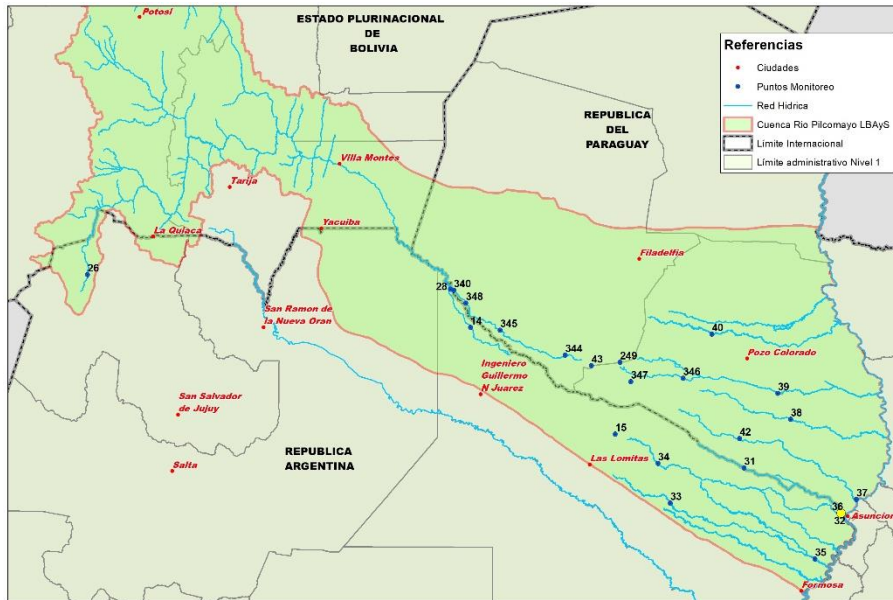 Potosi
ESTADO PLURINACIONAL
DE
BOLIVIA
Referencias
Ciudades
Puntos Monitoreo
Red Hidrica
Cuenca Rio Pilcomayo LBAyS
Límite Internacional
Límite administrativo Nivel 1
REPUBLICA
DEL
PARAGUAY
Villa Montes
Tarija
Yacuiba
La Quiaca
Filadelfia
26
28
340
348
San Ramon de
la Nueva Oran
14
345
40
344
43
249
Pozo Colorado
Ingeniero
Guillermo
N Juarez
347
346
39
San Salvador
de Jujuy
38
15
42
REPUBLICA
ARGENTINA
Salta
Las Lomitas
34
31
33
37
36
32
Asuncion
35
Formosa